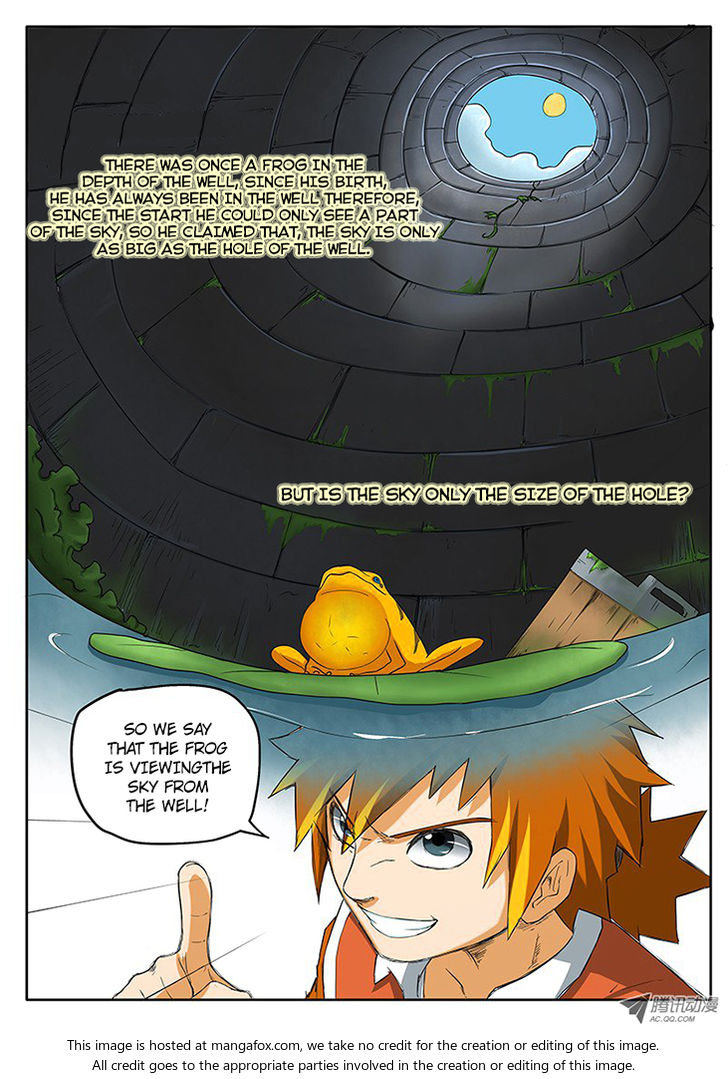 THERE WAS ONCE A FROG IN THE
DEPTH OF THE WELL, SINCE HIS BIRTH,
HE HAS ALWAYS BEEN IN THE WELL THEREFORE,
SINCE THE START HE COULD ONLY SEE A PART
OF THE SKY, SO HE CLAIMED THAT, THE SKY IS ONLY
AS BIG AS THE HOLE OF THE WELL.
BUT IS THE SKY ONLY THE SIZE OF THE HOLE?
SO WE SAY
THAT THE FROG
IS VIEWINGTHE
SKY FROM
THE WELL!
腾讯动漫
AC.QQ.COM
This image is hosted at mangafox.com, we take no credit for the creation or editing of this image.
All credit goes to the appropriate parties involved in the creation or editing of this image.